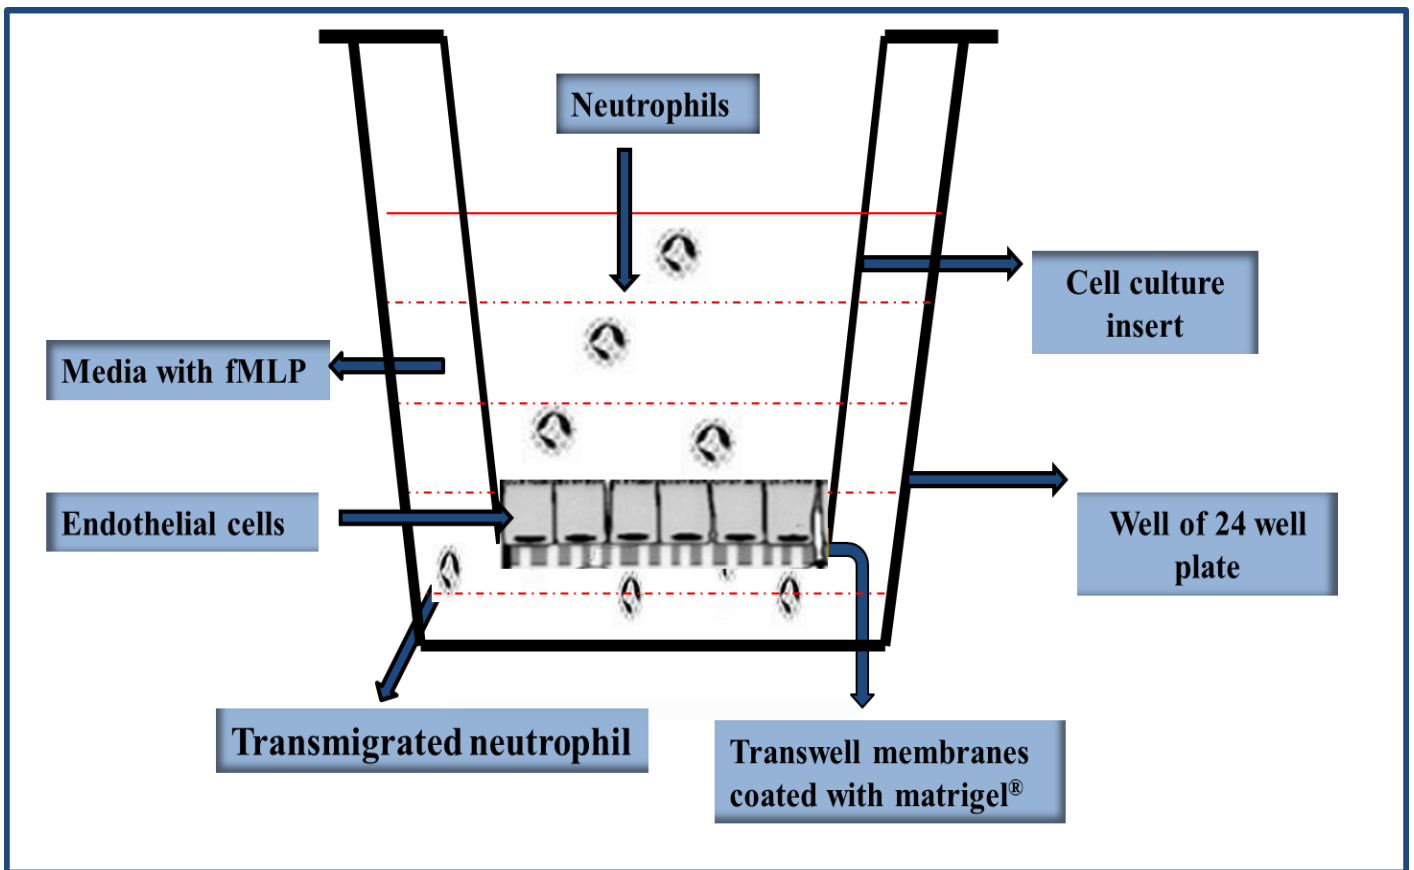 Neutrophils
Cell culture
insert
Media with fMLP
Endothelial cells
Well of 24 well
plate
Transmigrated neutrophil
Transwell membranes
coated with matrigel®